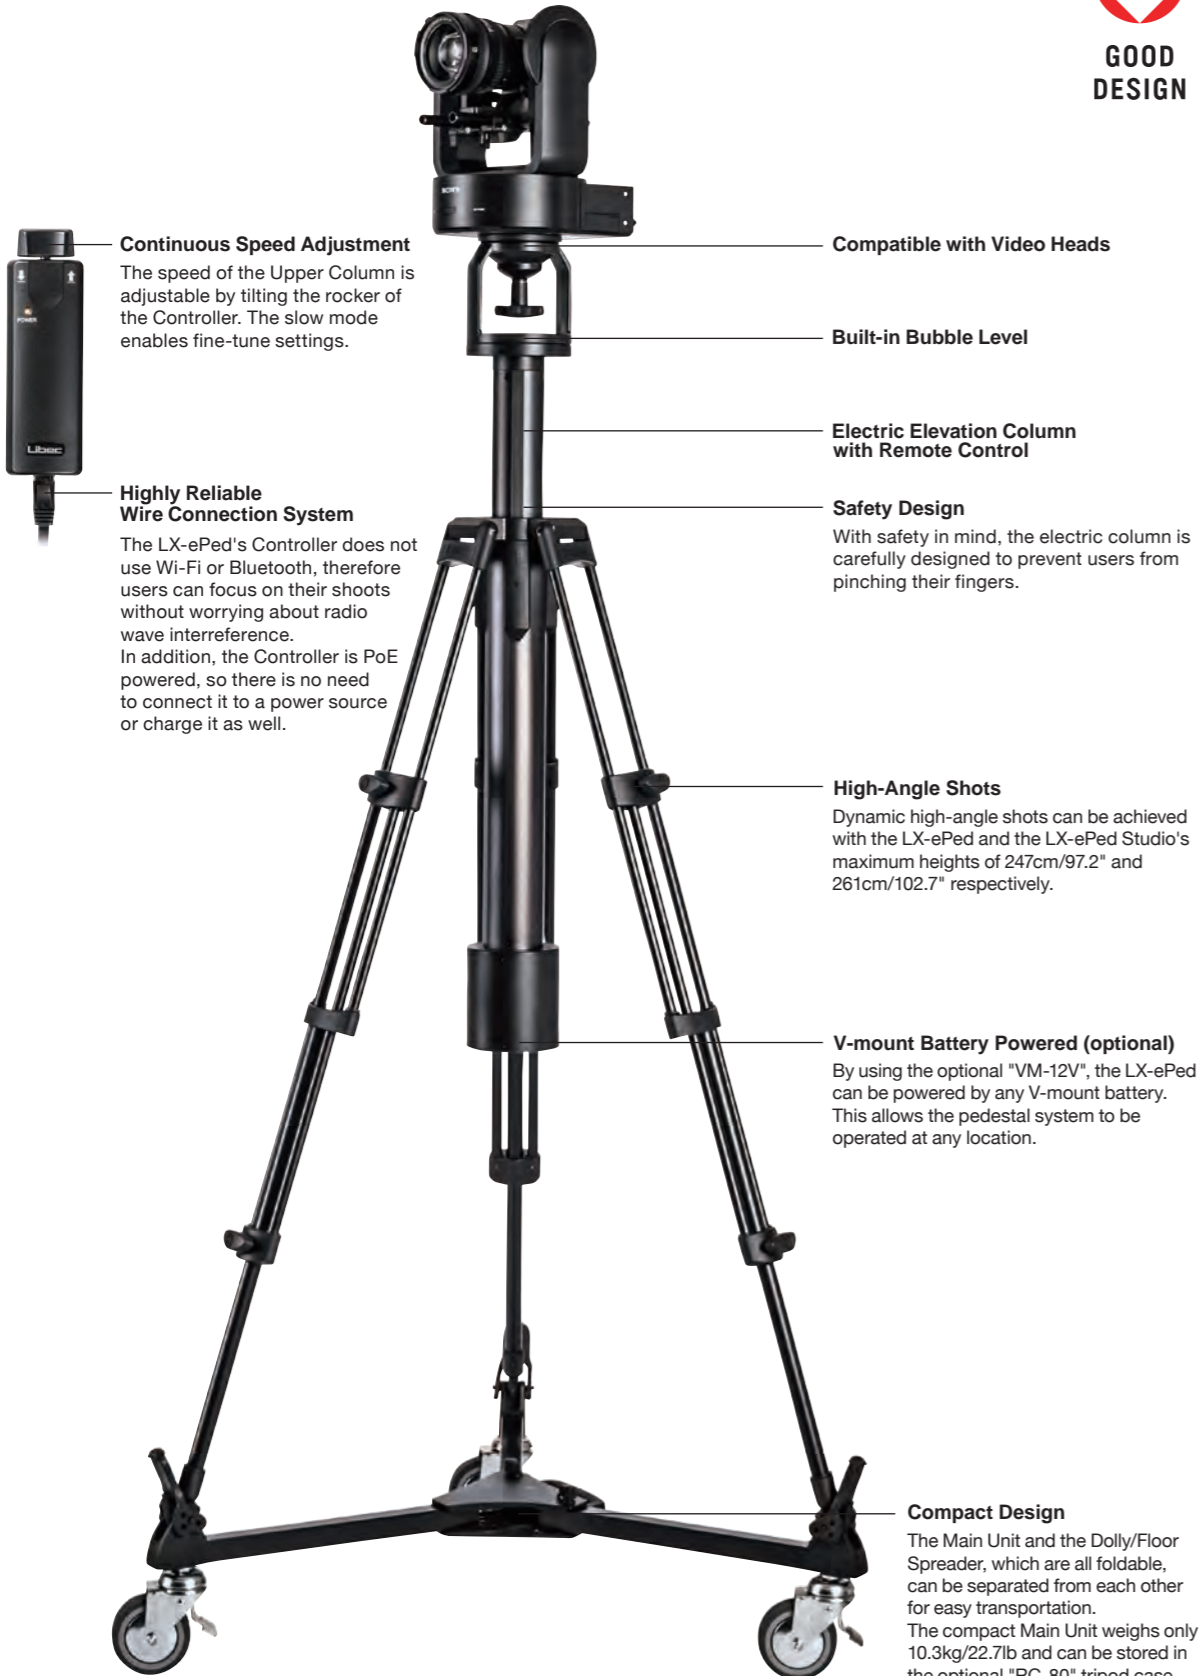 GOOD
DESIGN
Continuous Speed Adjustment
The speed of the Upper Column is
adjustable by tilting the rocker of
the Controller. The slow mode
enables fine-tune settings.
POWER
Libec
Highly Reliable
Wire Connection System
The LX-ePed's Controller does not
use Wi-Fi or Bluetooth, therefore
users can focus on their shoots
without worrying about radio
wave interreference.
In addition, the Controller is PoE
powered, so there is no need
to connect it to a power source
or charge it as well.
SONY
Compatible with Video Heads
Built-in Bubble Level
Electric Elevation Column
with Remote Control
Safety Design
With safety in mind, the electric column is
carefully designed to prevent users from
pinching their fingers.
High-Angle Shots
Dynamic high-angle shots can be achieved
with the LX-ePed and the LX-ePed Studio's
maximum heights of 247cm/97.2" and
261cm/102.7" respectively.
V-mount Battery Powered (optional)
By using the optional "VM-12V", the LX-ePed
can be powered by any V-mount battery.
This allows the pedestal system to be
operated at any location.
Compact Design
The Main Unit and the Dolly/Floor
Spreader, which are all foldable,
can be separated from each other
for easy transportation.
The compact Main Unit weighs only
10.3kg/22.7lb and can be stored in
the optional "RC-80" tripod case